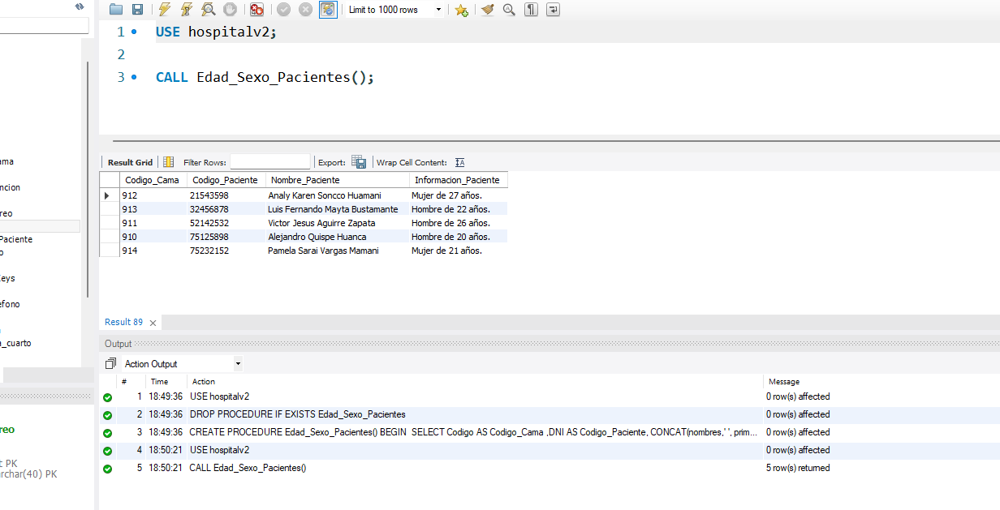 Limit to 1000 rows
1 USE hospitalv2;
2
3 CALL Edad_Sexo_Pacientes();
ama
ncion
reo
Paciente
o
eys
efono
n_cuarto
reo
t PK
archar(40) PK
Result Grid Filter Rows: Export: Wrap Cell Content:
Codigo_Cama Codigo_Paciente Nombre_Paciente Informacion_Paciente
912 21543598 Analy Karen Soncco Huamani Mujer de 27 años.
913 32456878 Luis Fernando Mayta Bustamante Hombre de 22 años.
911 52142532 Victor Jesus Aguirre Zapata Hombre de 26 años.
910 75125898 Alejandro Quispe Huanca Hombre de 20 años.
914 75232152 Pamela Sarai Vargas Mamani Mujer de 21 años.
Result 89
Output
Action Output
# Time Action Message
1 18:49:36 USE hospitalv2 0 row(s) affected
2 18:49:36 DROP PROCEDURE IF EXISTS Edad_Sexo_Pacientes 0 row(s) affected
3 18:49:36 CREATE PROCEDURE Edad_Sexo_Pacientes() BEGIN SELECT Codigo AS Codigo_Cama ,DNI AS Codigo_Paciente, CONCAT(nombres,' ', prim... 0 row(s) affected
4 18:50:21 USE hospitalv2 0 row(s) affected
5 18:50:21 CALL Edad_Sexo_Pacientes() 5 row(s) returned